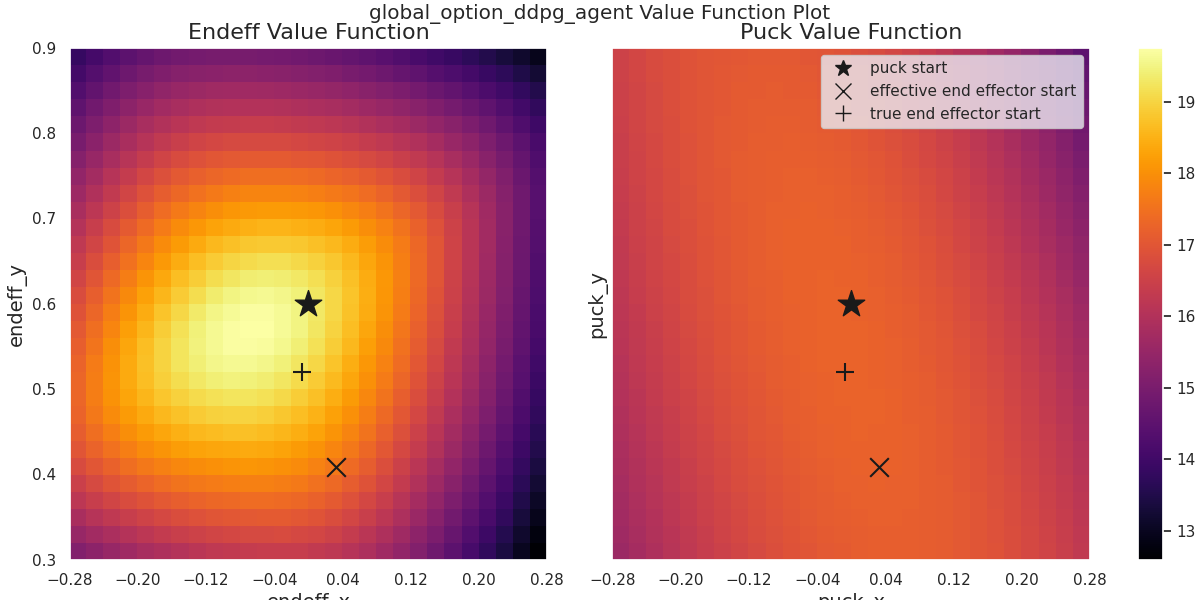 global_option_ddpg_agent Value Function Plot
Endeff Value Function
Puck Value Function
0.9
0.8
0.7
0.6
0.5
0.4
0.3
endeff_y
−0.28 −0.20 −0.12 −0.04 0.04 0.12 0.20 0.28
endeff_x
puck start
effective end effector start
true end effector start
puck_y
−0.28 −0.20 −0.12 −0.04 0.04 0.12 0.20 0.28
puck_x
19
18
17
16
15
14
13